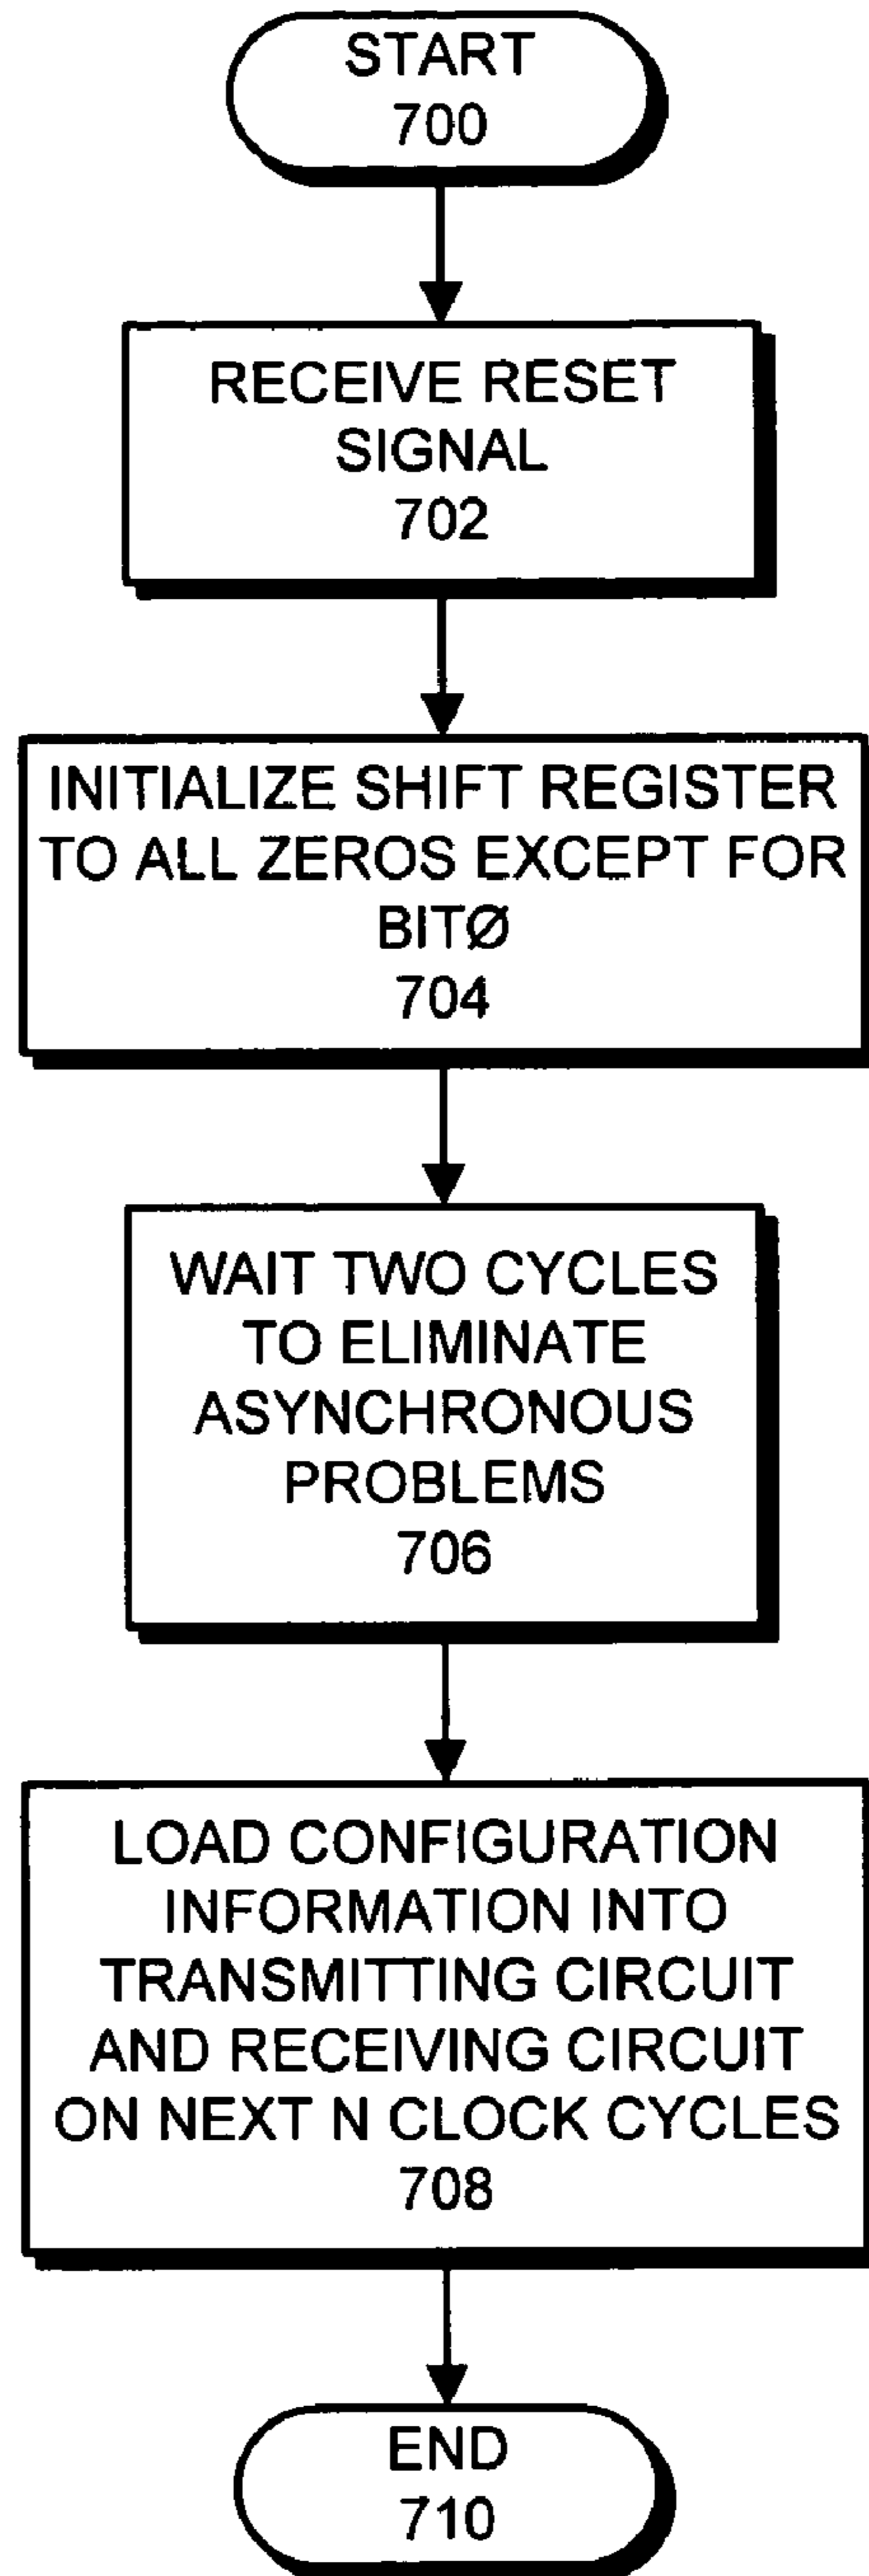 START
700
RECEIVE RESET
SIGNAL
702
INITIALIZE SHIFT REGISTER
TO ALL ZEROS EXCEPT FOR
BITØ
704
WAIT TWO CYCLES
TO ELIMINATE
ASYNCHRONOUS
PROBLEMS
706
LOAD CONFIGURATION
INFORMATION INTO
TRANSMITTING CIRCUIT
AND RECEIVING CIRCUIT
ON NEXT N CLOCK CYCLES
708
END
710